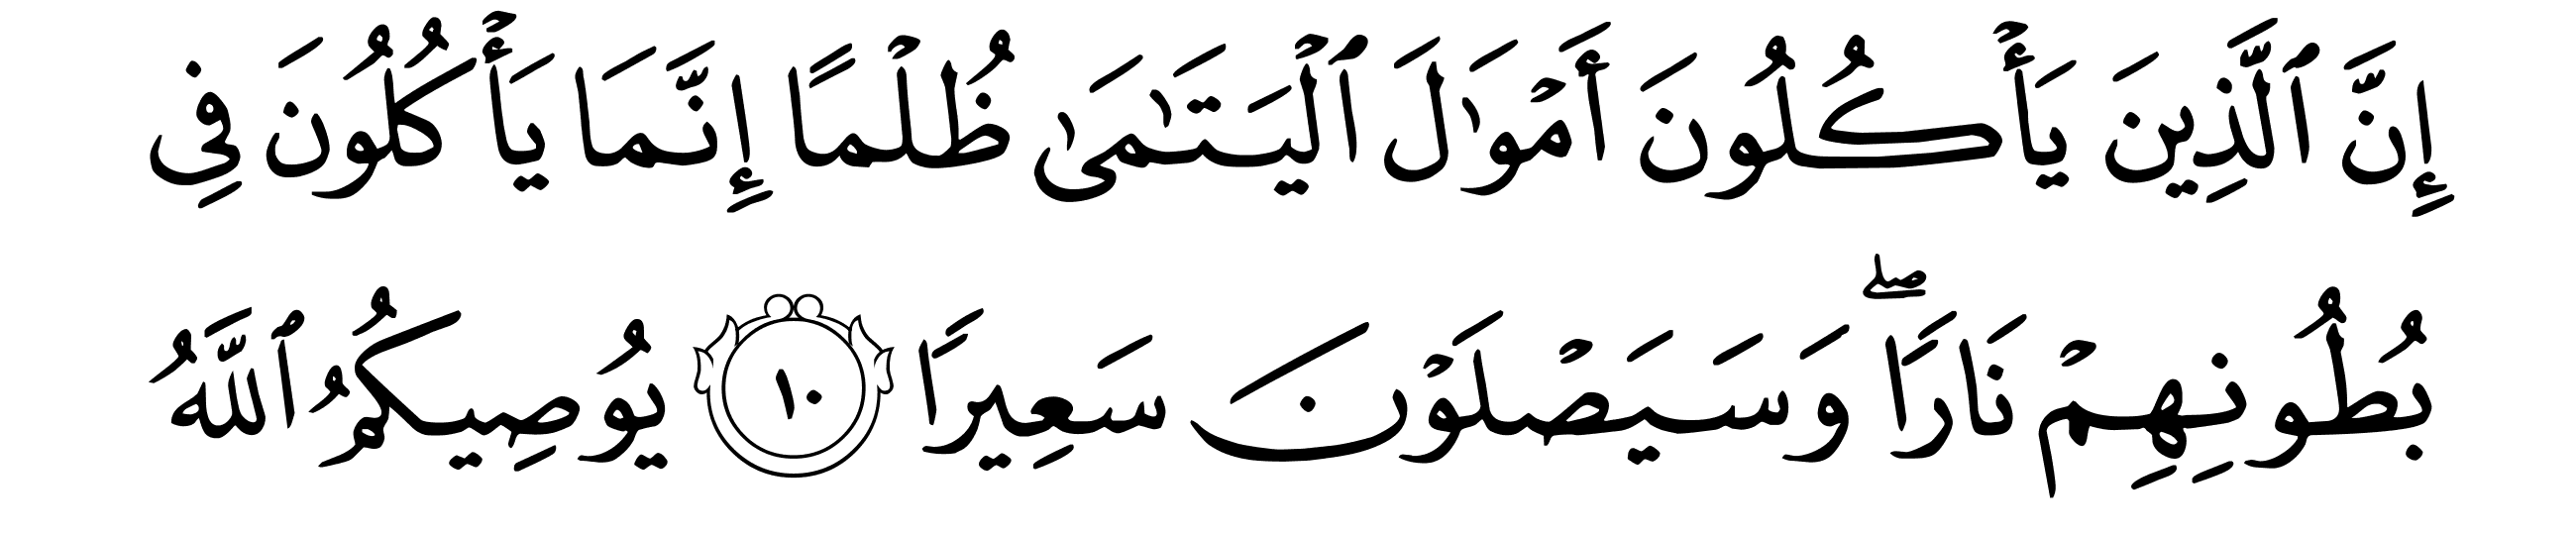 إِنَّ ٱلَّذِينَ يَأۡكُلُونَ أَمۡوَٰلَ ٱلۡيَتَٰمَىٰ ظُلۡمًا إِنَّمَا يَأۡكُلُونَ فِي
بُطُونِهِمۡ نَارٗاۖ وَسَيَصۡلَوۡنَ سَعِيرٗا ١٠ يُوصِيكُمُ ٱللَّهُ